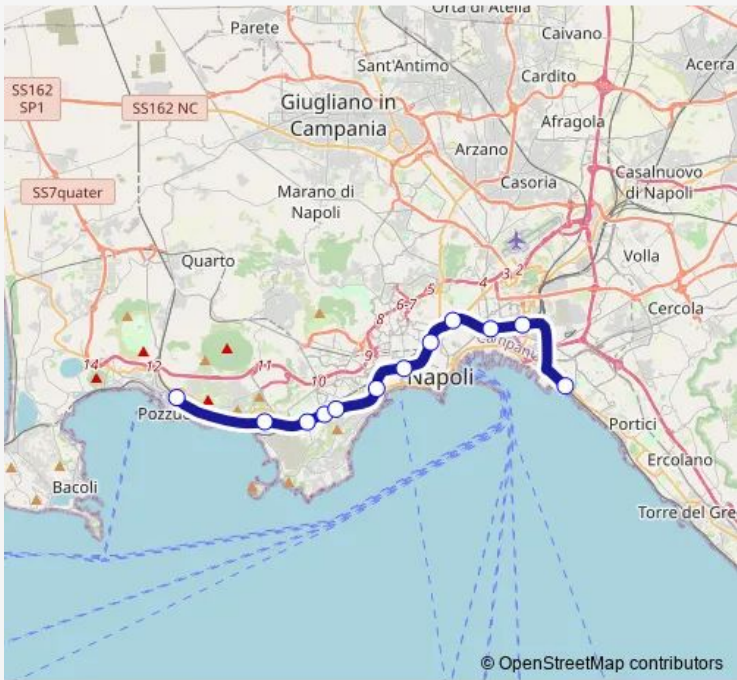 Orta di Atella
Parete
Caivano
Sant'Antimo
Acerra
Cardito
SS162
SP1
SS162 NC
Giugliano in
Campania
Afragola
Arzano
Casalnuovo
di Napoli
Casoria
SS7quater
Marano di
Napoli
Volla
Quarto
5
4
3
2
6-7
Cercola
8
9
14
12
11
10
Campani
Napoli
Pozzu
Portici
Ercolano
Bacoli
Torre del Gre
© OpenStreetMap contributors